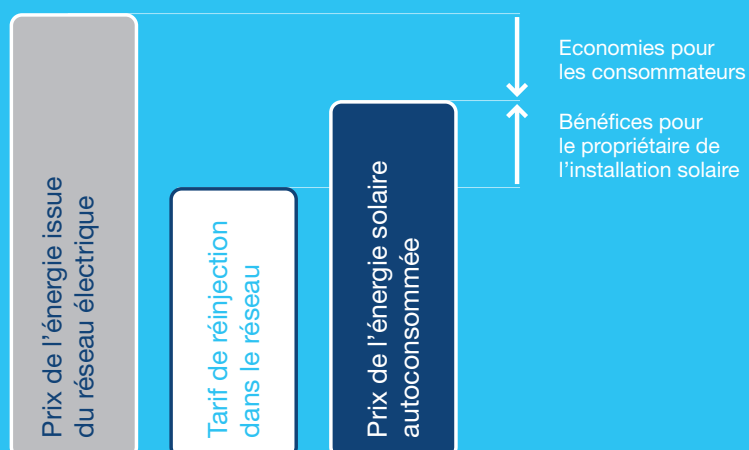 Prix de l’énergie issue
du réseau électrique
Tarif de réinjection
dans le réseau
Prix de l’énergie solaire
autoconsommée
Economies pour
les consommateurs
Bénéfices pour
le propriétaire de
l’installation solaire